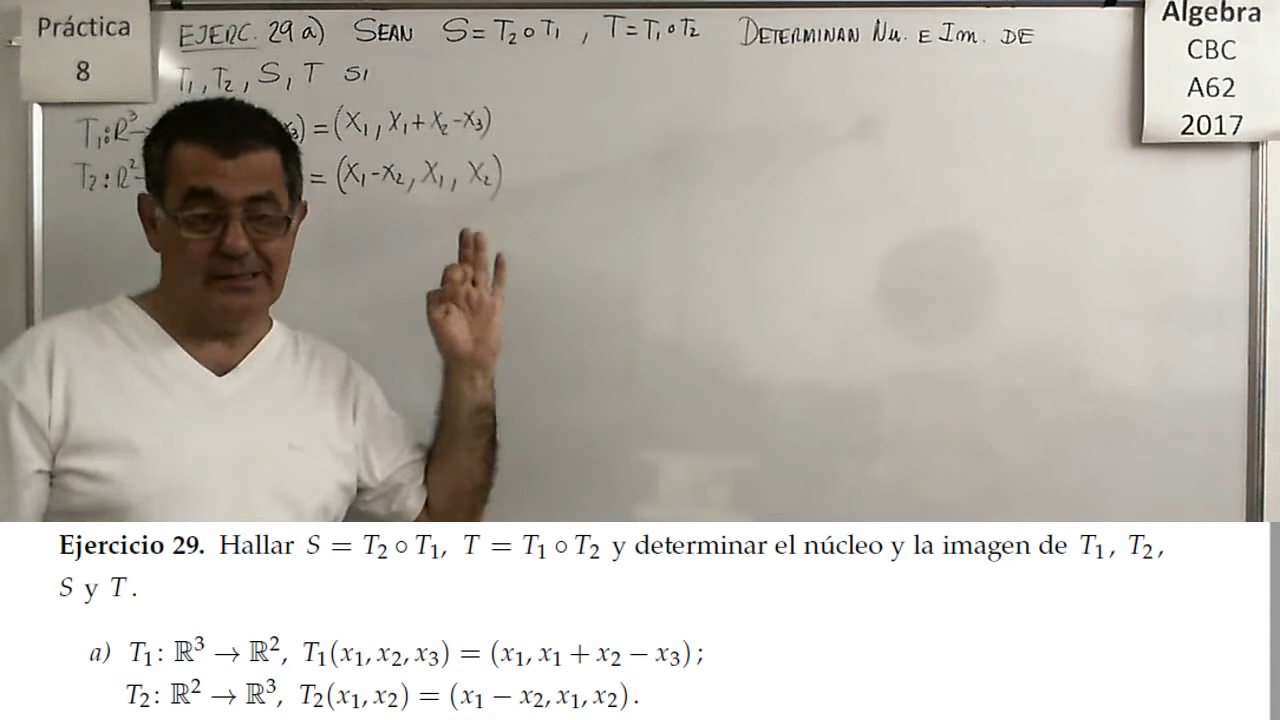 Práctica
8
EJERC. 29 a) SEAN S = T₂ ∘ T₁ , T = T₁ ∘ T₂ DETERMINAR NU. E IM. DE
T₁, T₂, S, T SI
T₁: R³ ₃) = (X₁, X₁ + X₂ - X₃)
T₂: R² = (X₁ - X₂, X₁, X₂)
Algebra
CBC
A62
2017
Ejercicio 29. Hallar S = T₂ ∘ T₁, T = T₁ ∘ T₂ y determinar el núcleo y la imagen de T₁, T₂,
S y T.
a) T₁: ℝ³ → ℝ², T₁(x₁, x₂, x₃) = (x₁, x₁ + x₂ − x₃);
T₂: ℝ² → ℝ³, T₂(x₁, x₂) = (x₁ − x₂, x₁, x₂).